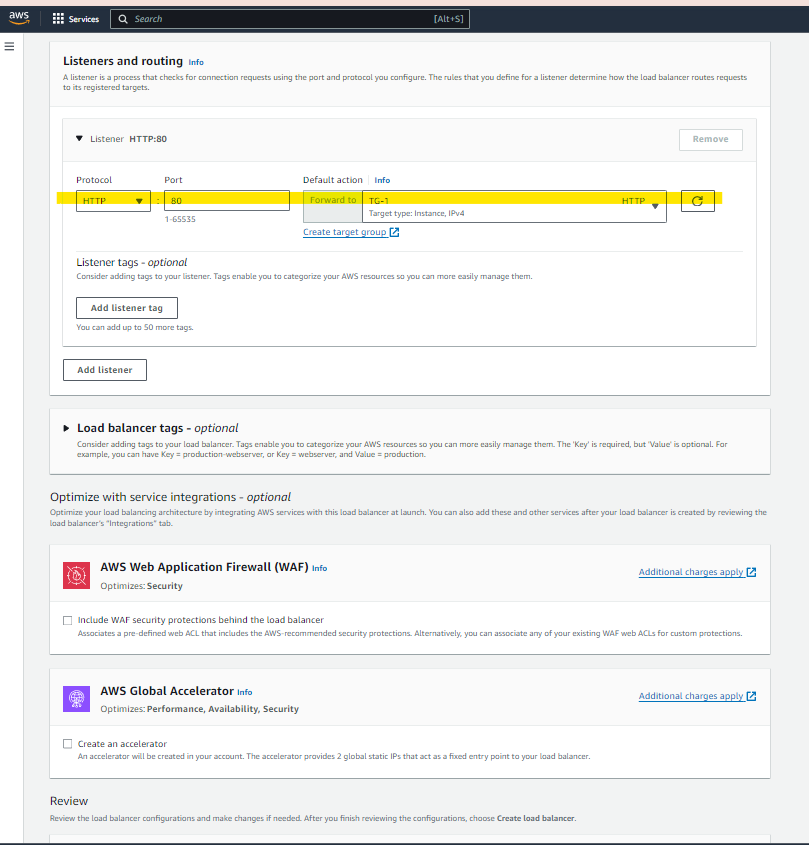 aws Services Search [Alt+S]
Listeners and routing Info
A listener is a process that checks for connection requests using the port and protocol you configure. The rules that you define for a listener determine how the load balancer routes requests
to its registered targets.
Listener HTTP:80 Remove
Protocol Port Default action Info
HTTP : 80 Forward to TG-1 HTTP
Target type: Instance, IPv4
1-65535
Create target group
Listener tags - optional
Consider adding tags to your listener. Tags enable you to categorize your AWS resources so you can more easily manage them.
Add listener tag
You can add up to 50 more tags.
Add listener
Load balancer tags - optional
Consider adding tags to your load balancer. Tags enable you to categorize your AWS resources so you can more easily manage them. The 'Key' is required, but 'Value' is optional. For
example, you can have Key = production-webserver, or Key = webserver, and Value = production.
Optimize with service integrations - optional
Optimize your load balancing architecture by integrating AWS services with this load balancer at launch. You can also add these and other services after your load balancer is created by reviewing the
load balancer's "Integrations" tab.
AWS Web Application Firewall (WAF) Info
Additional charges apply
Optimizes: Security
Include WAF security protections behind the load balancer
Associates a pre-defined web ACL that includes the AWS-recommended security protections. Alternatively, you can associate any of your existing WAF web ACLs for custom protections.
AWS Global Accelerator Info
Additional charges apply
Optimizes: Performance, Availability, Security
Create an accelerator
An accelerator will be created in your account. The accelerator provides 2 global static IPs that act as a fixed entry point to your load balancer.
Review
Review the load balancer configurations and make changes if needed. After you finish reviewing the configurations, choose Create load balancer.